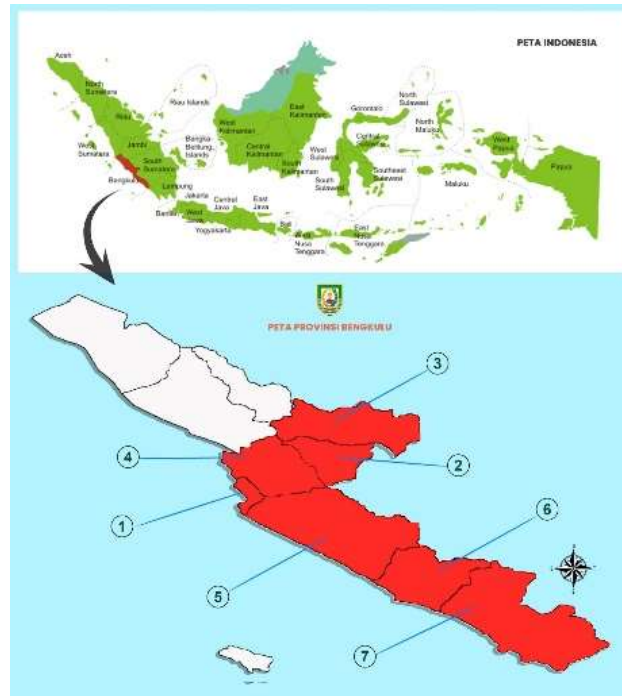 PETA INDONESIA
Aceh
North
Sumatera
Riau
Riau Islands
West
Sumatera
Jambi
Bangka-
Belitung
Islands
South
Sumatera
Bengkulu
Lampung
Jakarta
Banten
West
Java
Central
Java
Yogyakarta
East
Java
Bali
West
Nusa
Tenggara
East
Nusa
Tenggara
West
Kalimantan
Central
Kalimantan
East
Kalimantan
South
Kalimantan
West
Sulawesi
South
Sulawesi
Gorontalo
Central
Sulawesi
North
Sulawesi
Southeast
Sulawesi
North
Maluku
Maluku
West
Papua
Papua
PETA PROVINSI BENGKULU
3
4
2
1
6
5
7